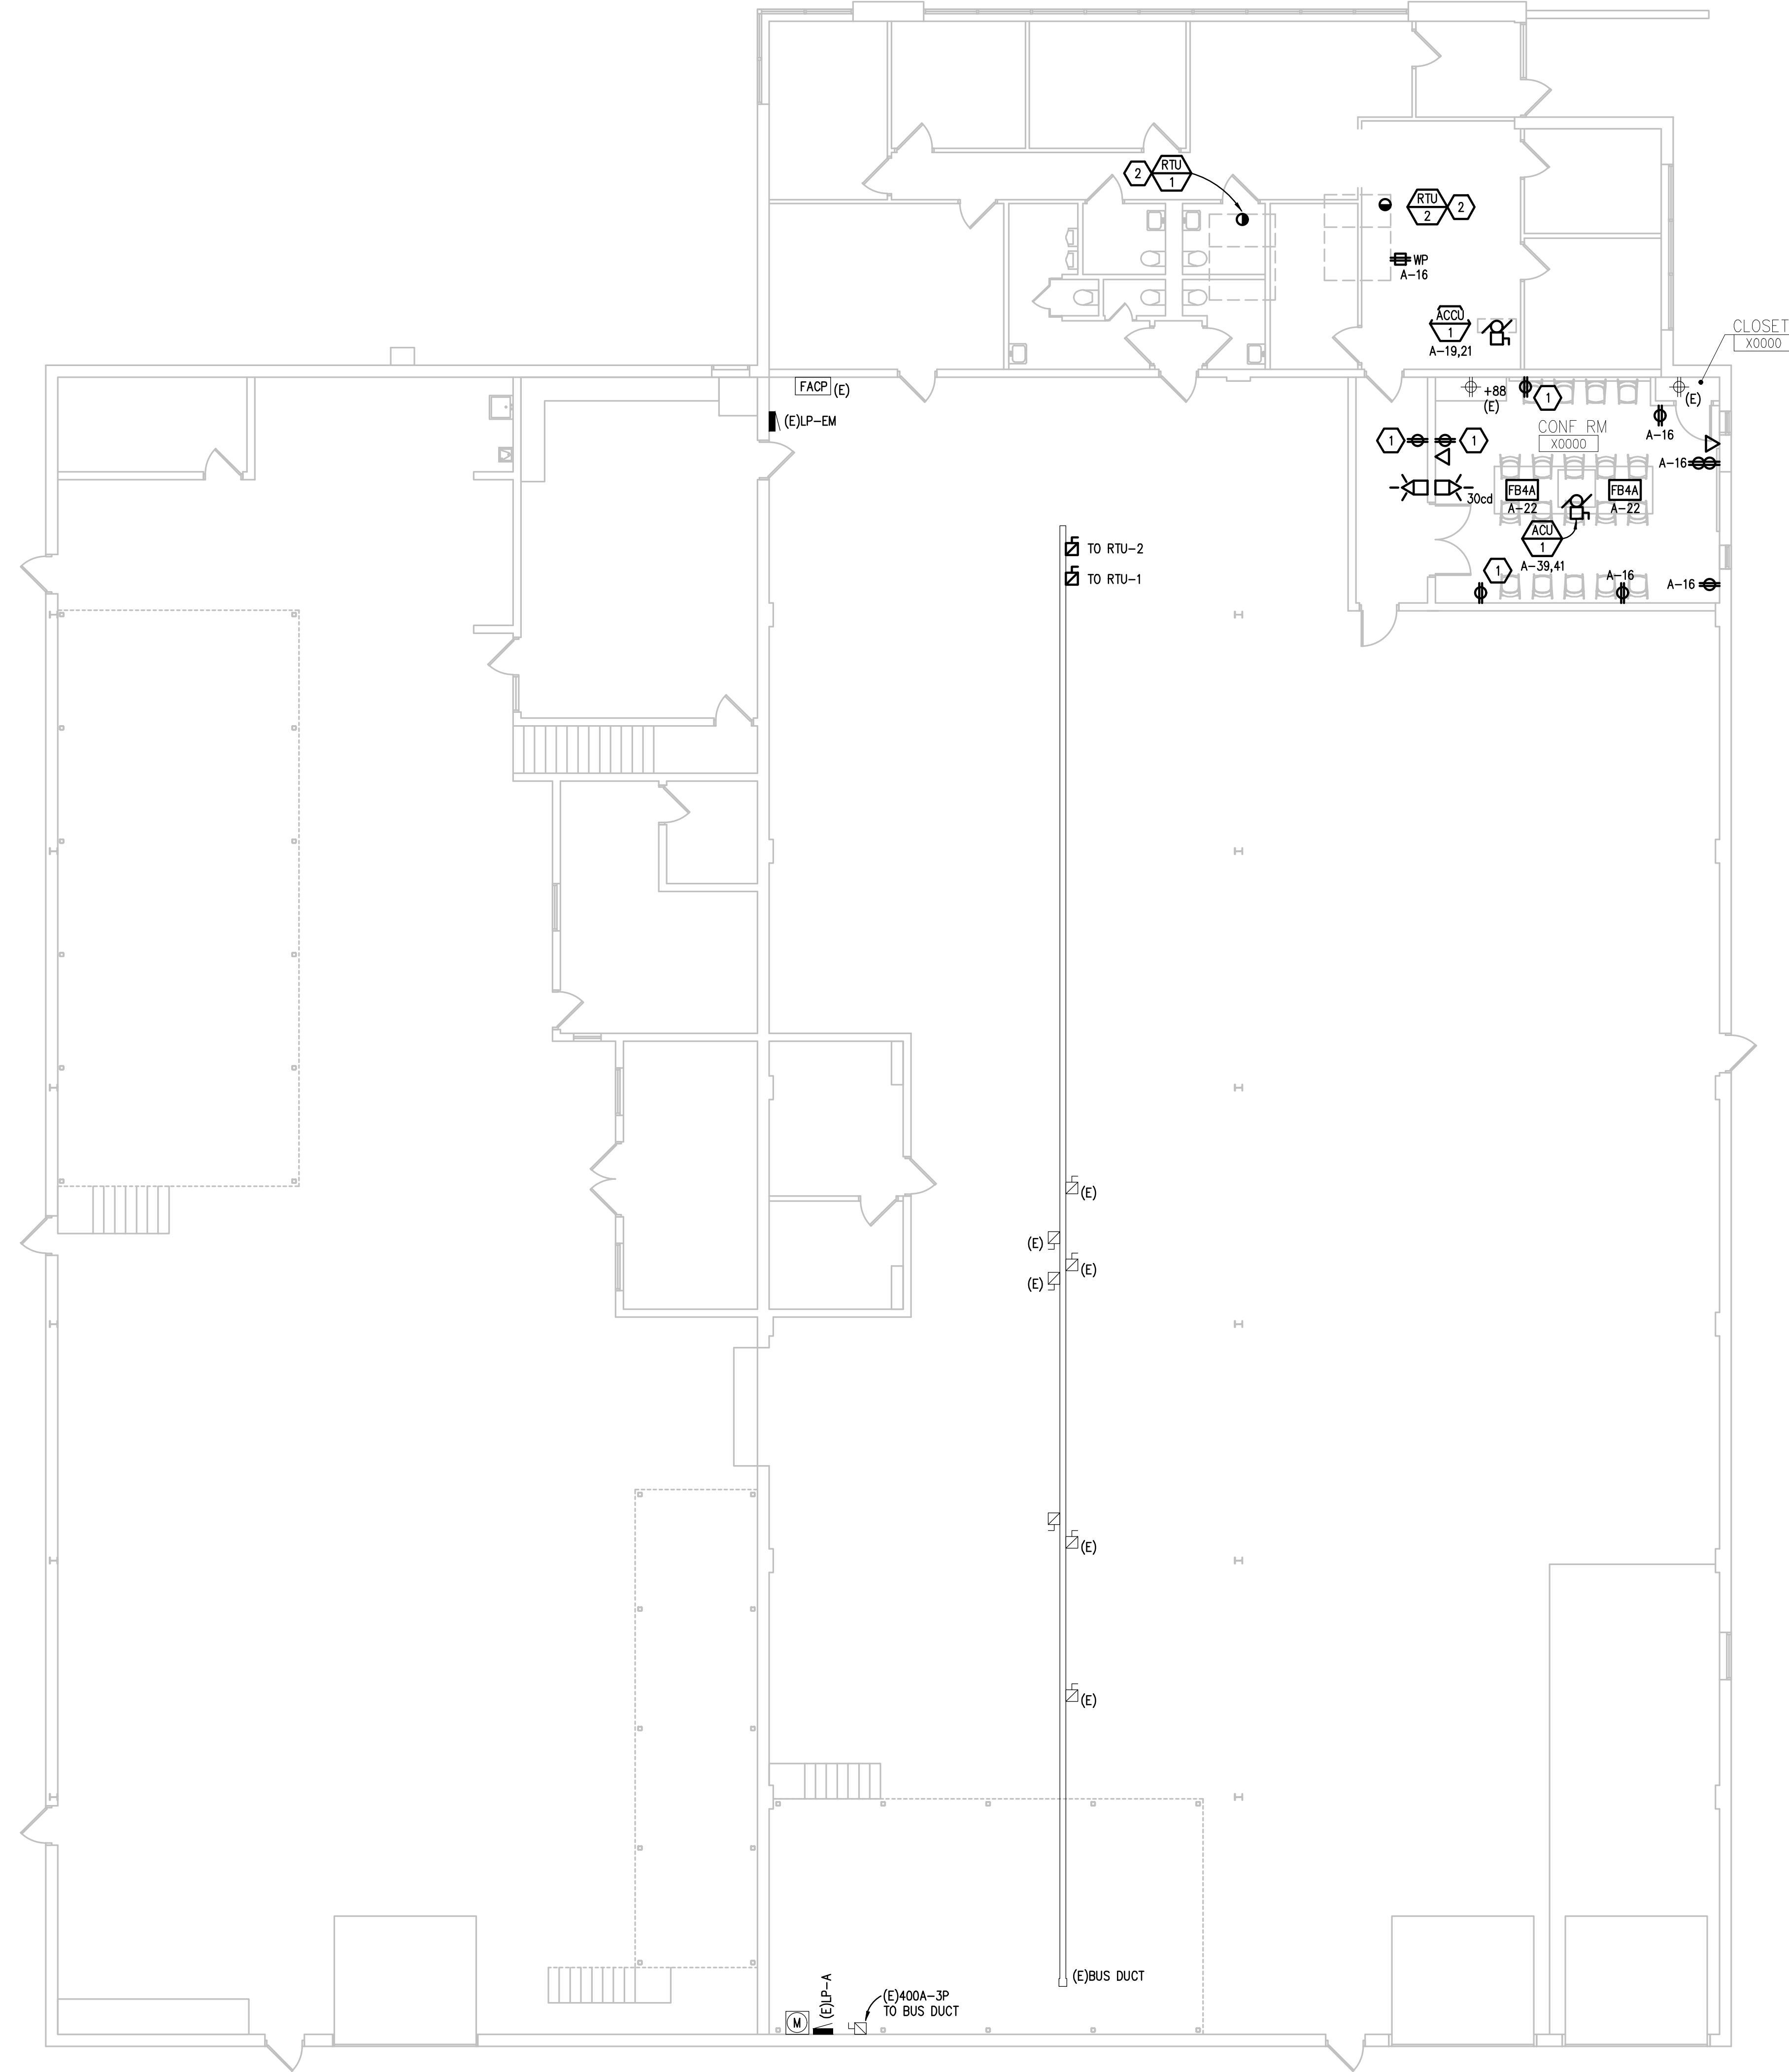 RTU
2
1
RTU
2
2
WP
A-16
ACCU
1
A-19,21
CLOSET
X0000
FACP
(E)
(E)LP-EM
+88
(E)
1
(E)
CONF RM
X0000
A-16
1
1
A-16
30cd
FB4A
A-22
FB4A
A-22
ACU
1
A-39,41
1
A-16
A-16
TO RTU-2
TO RTU-1
(E)
(E)
(E)
(E)
(E)
(E)
(E)BUS DUCT
(E)LP-A
(E)400A-3P
TO BUS DUCT
M